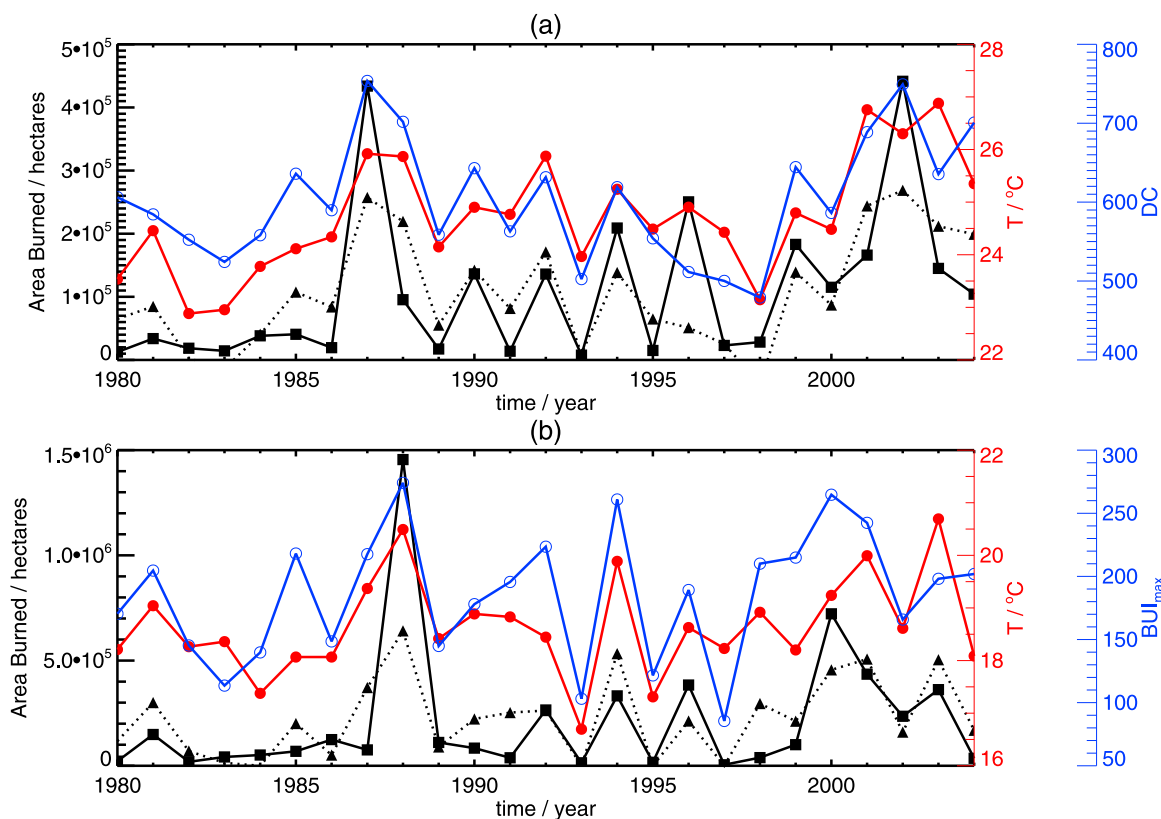 (a)
Area Burned / hectares
5•10⁵
4•10⁵
3•10⁵
2•10⁵
1•10⁵
0
1980 1985 1990 1995 2000
time / year
28
26
24
22
T / ºC
800
700
600
500
400
DC
(b)
Area Burned / hectares
1.5•10⁶
1.0•10⁶
5.0•10⁵
0
1980 1985 1990 1995 2000
time / year
22
20
18
16
T / ºC
300
250
200
150
100
50
BUImax